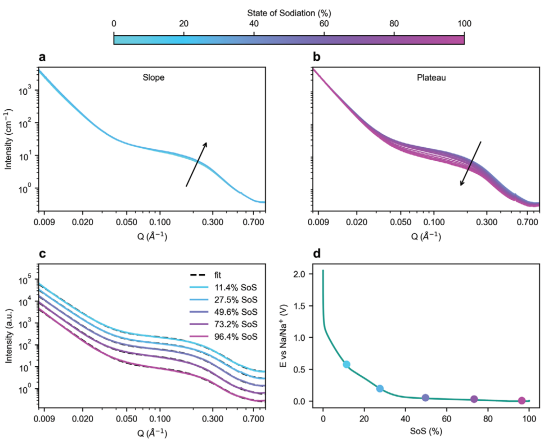 State of Sodiation (%)
0 20 40 60 80 100
a
Slope
Intensity (cm⁻¹)
10³
10²
10¹
10⁰
0.009 0.020 0.050 0.100 0.300 0.700
Q (Å⁻¹)
b
Plateau
0.009 0.020 0.050 0.100 0.300 0.700
Q (Å⁻¹)
c
Intensity (a.u.)
10⁵
10⁴
10³
10²
10¹
10⁰
fit
11.4% SoS
27.5% SoS
49.6% SoS
73.2% SoS
96.4% SoS
0.009 0.020 0.050 0.100 0.300 0.700
Q (Å⁻¹)
d
E vs Na/Na⁺ (V)
2.0
1.5
1.0
0.5
0.0
0 20 40 60 80 100
SoS (%)